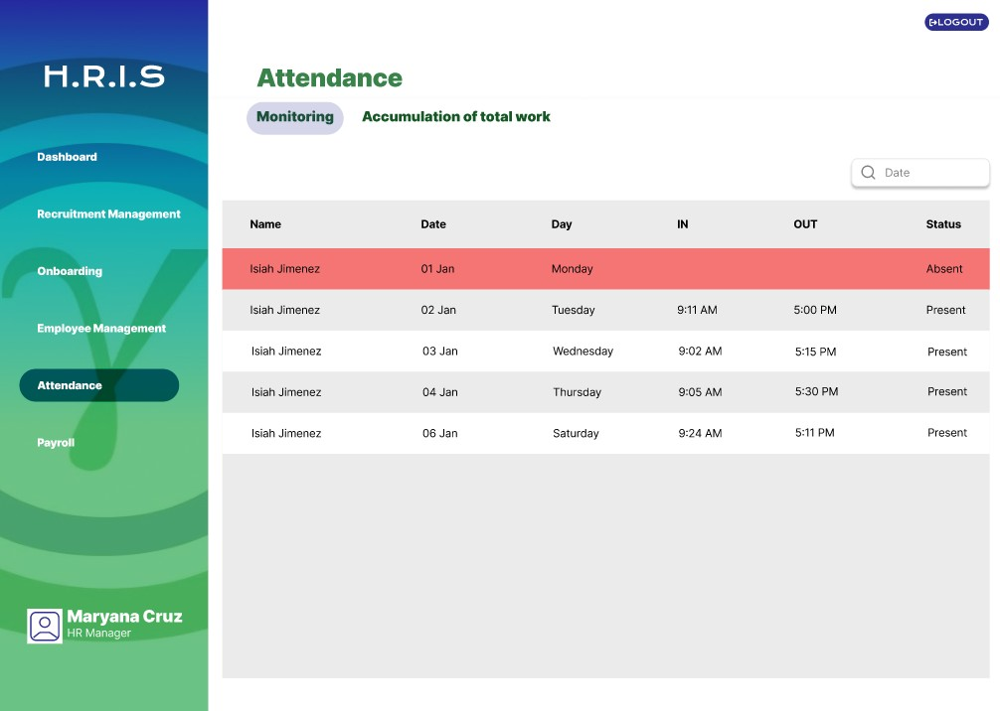 LOGOUT
H.R.I.S
Attendance
Monitoring Accumulation of total work
Dashboard
Recruitment Management
Onboarding
Employee Management
Attendance
Payroll
Maryana Cruz
HR Manager
Date
Name Date Day IN OUT Status
Isiah Jimenez 01 Jan Monday Absent
Isiah Jimenez 02 Jan Tuesday 9:11 AM 5:00 PM Present
Isiah Jimenez 03 Jan Wednesday 9:02 AM 5:15 PM Present
Isiah Jimenez 04 Jan Thursday 9:05 AM 5:30 PM Present
Isiah Jimenez 06 Jan Saturday 9:24 AM 5:11 PM Present